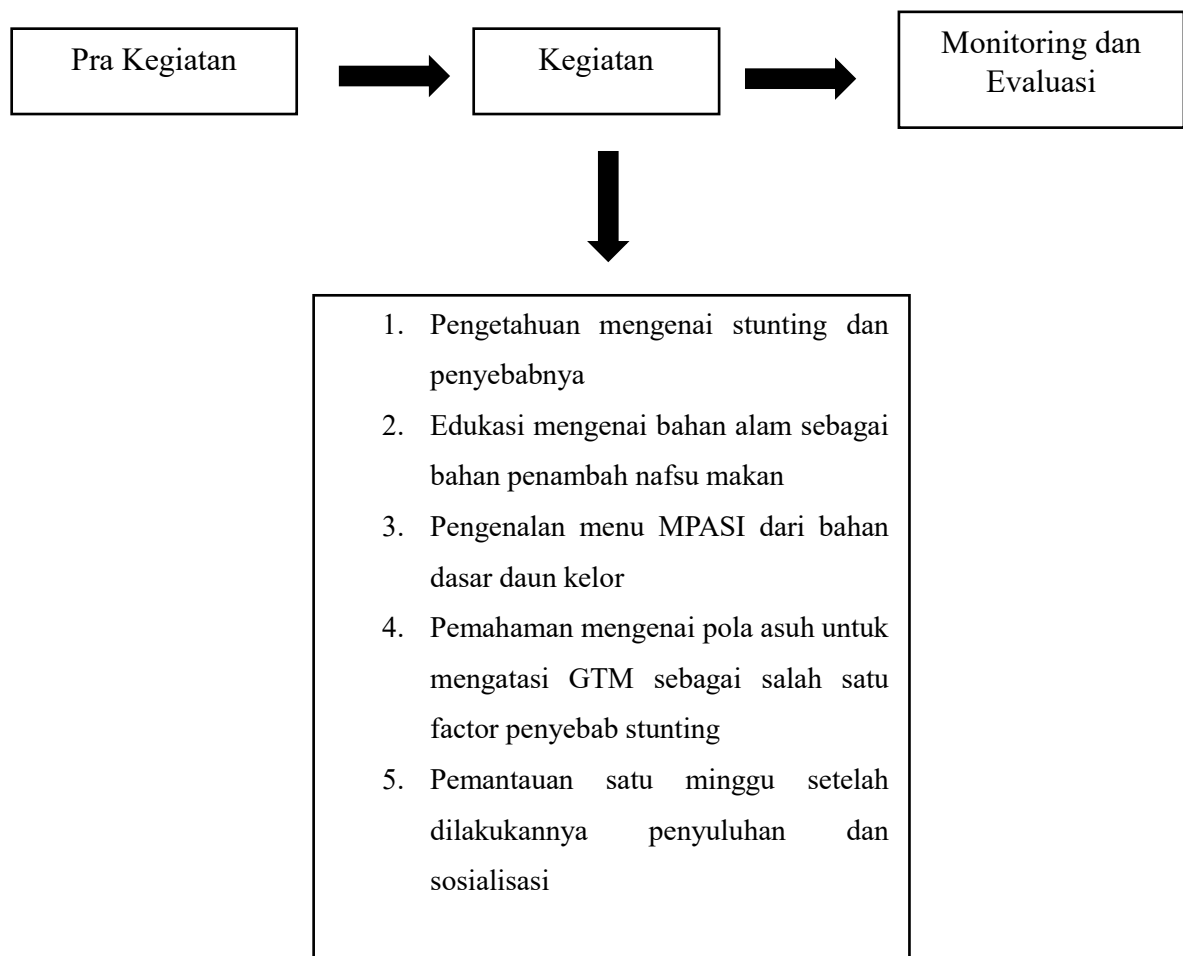 Pra Kegiatan
Kegiatan
Monitoring dan
Evaluasi
1. Pengetahuan mengenai stunting dan
penyebabnya
2. Edukasi mengenai bahan alam sebagai
bahan penambah nafsu makan
3. Pengenalan menu MPASI dari bahan
dasar daun kelor
4. Pemahaman mengenai pola asuh untuk
mengatasi GTM sebagai salah satu
factor penyebab stunting
5. Pemantauan satu minggu setelah
dilakukannya penyuluhan dan
sosialisasi